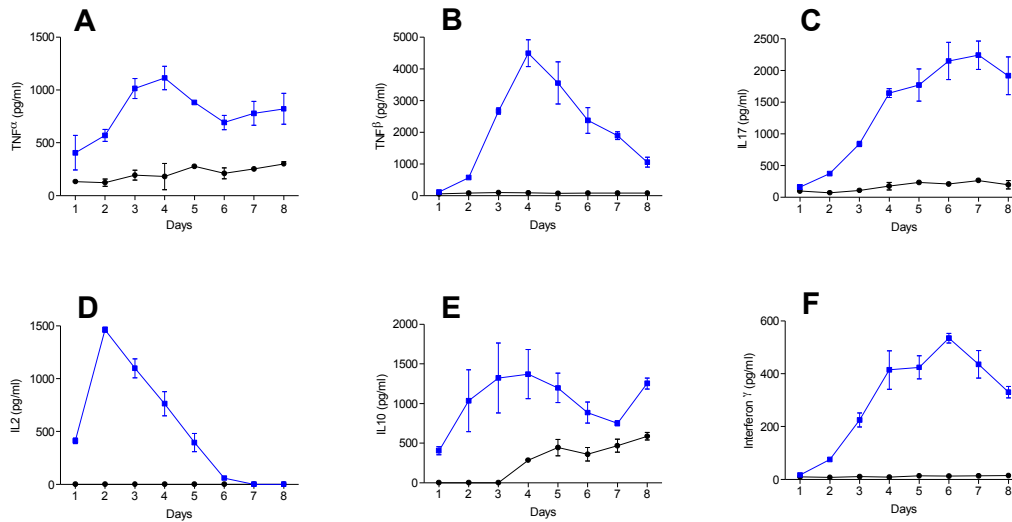 A
TNFα (pg/ml)
1500
1000
500
0
1 2 3 4 5 6 7 8
Days
B
TNFβ (pg/ml)
5000
4000
3000
2000
1000
0
1 2 3 4 5 6 7 8
Days
C
IL17 (pg/ml)
2500
2000
1500
1000
500
0
1 2 3 4 5 6 7 8
Days
D
IL2 (pg/ml)
1500
1000
500
0
1 2 3 4 5 6 7 8
Days
E
IL10 (pg/ml)
2000
1500
1000
500
0
1 2 3 4 5 6 7 8
Days
F
Interferon γ (pg/ml)
600
400
200
0
1 2 3 4 5 6 7 8
Days